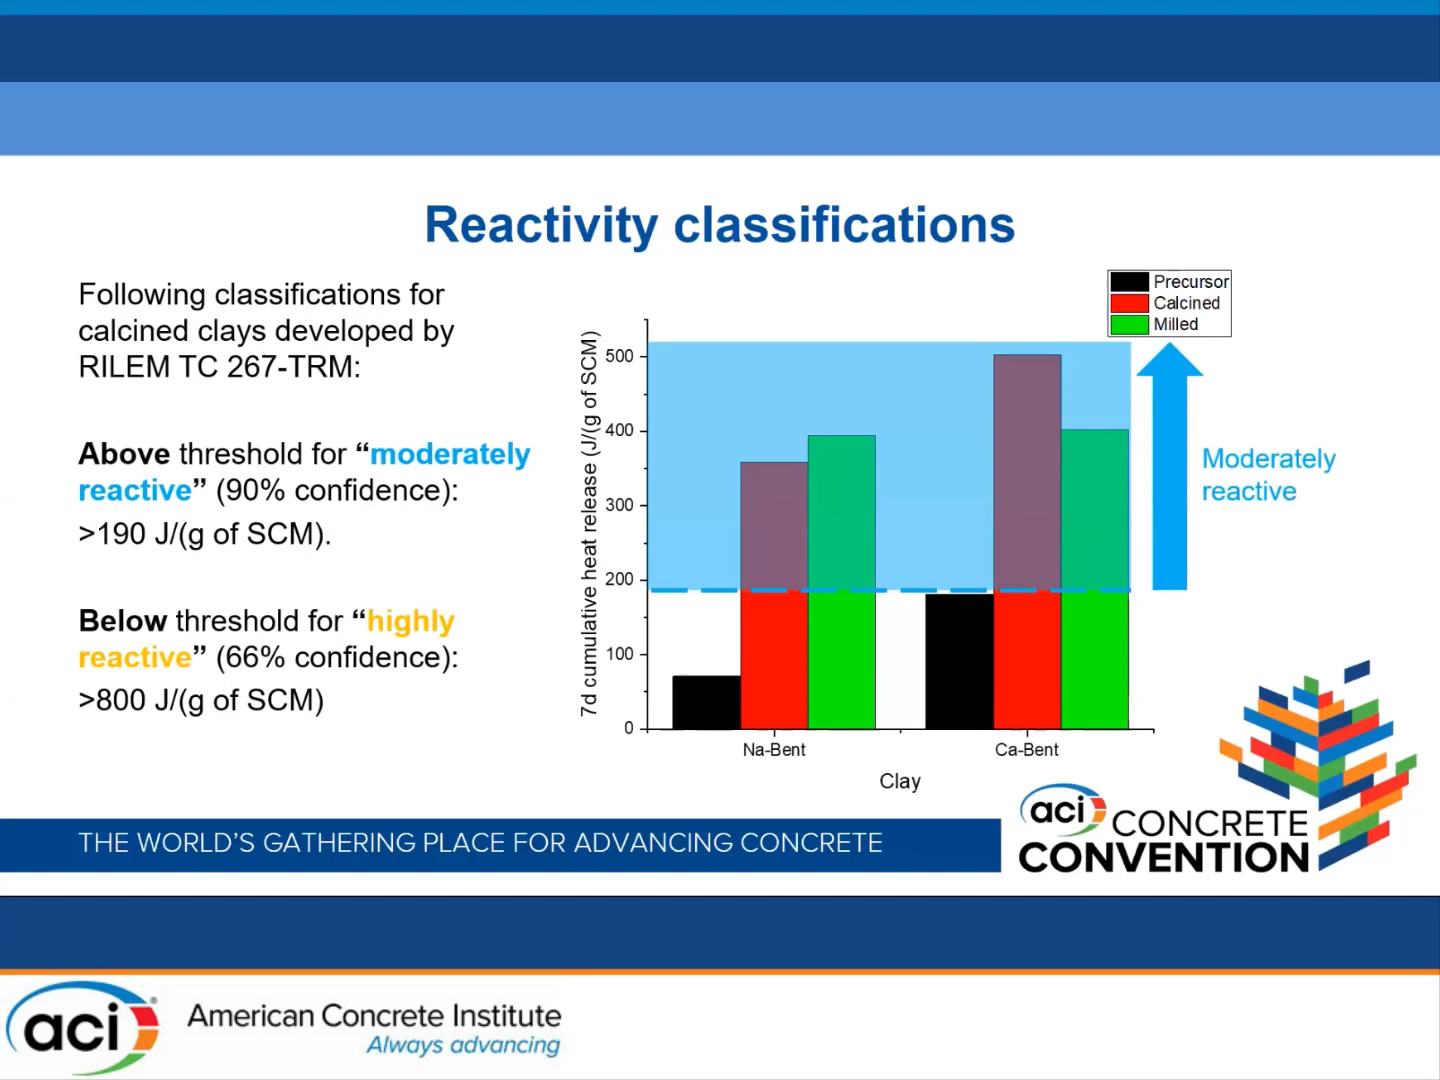 Reactivity classifications
Following classifications for
calcined clays developed by
RILEM TC 267-TRM:
Above threshold for “moderately
reactive” (90% confidence):
>190 J/(g of SCM).
Below threshold for “highly
reactive” (66% confidence):
>800 J/(g of SCM)
Precursor
Calcined
Milled
7d cumulative heat release (J/(g of SCM)
500
400
300
200
100
0
Na-Bent
Ca-Bent
Clay
Moderately
reactive
THE WORLD’S GATHERING PLACE FOR ADVANCING CONCRETE
aci CONCRETE
CONVENTION
aci
American Concrete Institute
Always advancing